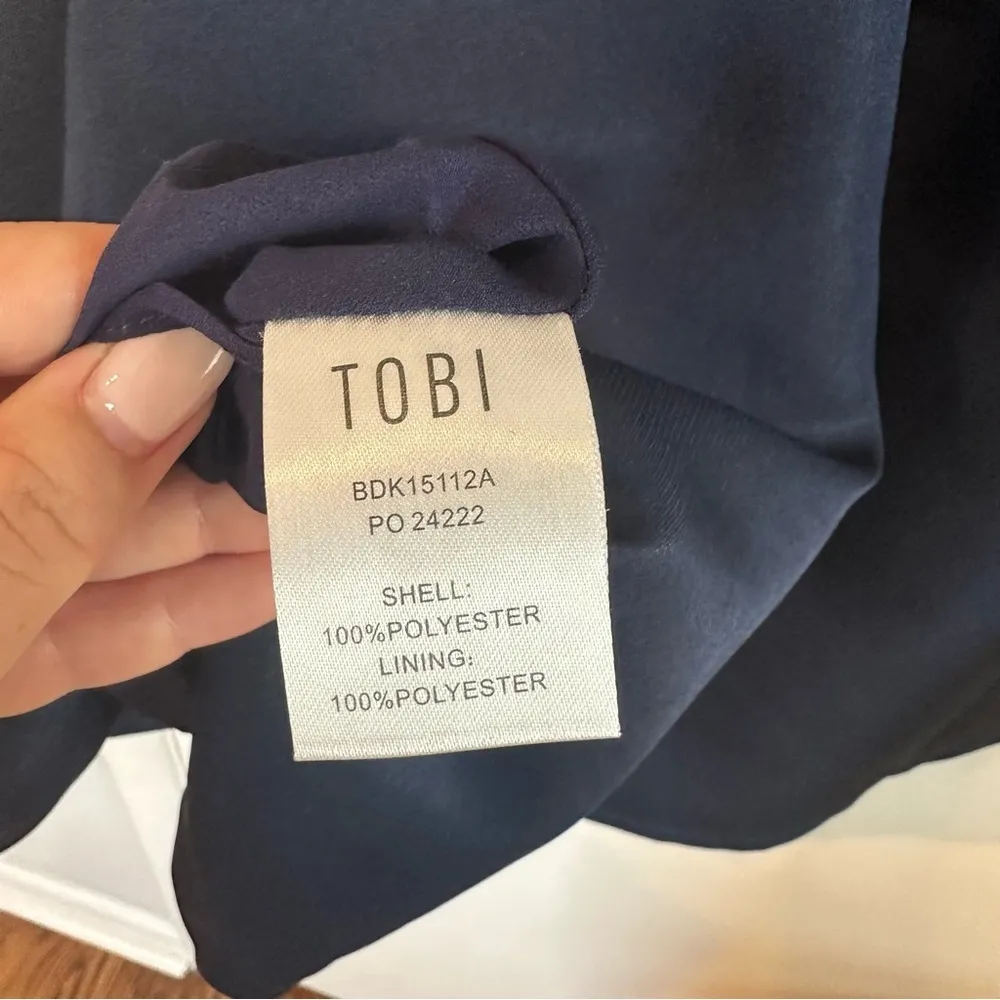 TOBI
BDK15112A
PO 24222
SHELL:
100%POLYESTER
LINING:
100%POLYESTER